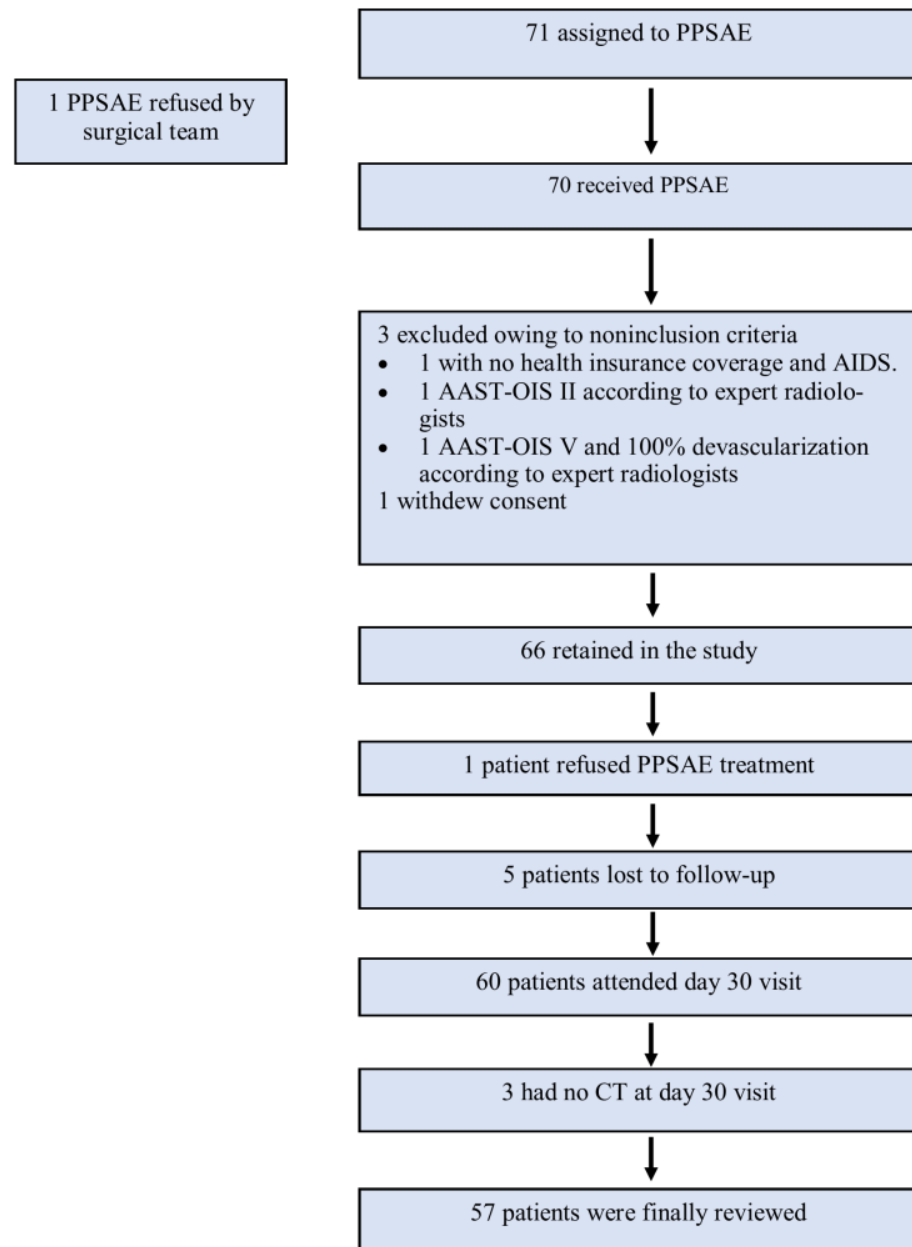 71 assigned to PPSAE
1 PPSAE refused by
surgical team
70 received PPSAE
3 excluded owing to noninclusion criteria
• 1 with no health insurance coverage and AIDS.
• 1 AAST-OIS II according to expert radiolo-
gists
• 1 AAST-OIS V and 100% devascularization
according to expert radiologists
1 withdew consent
66 retained in the study
1 patient refused PPSAE treatment
5 patients lost to follow-up
60 patients attended day 30 visit
3 had no CT at day 30 visit
57 patients were finally reviewed